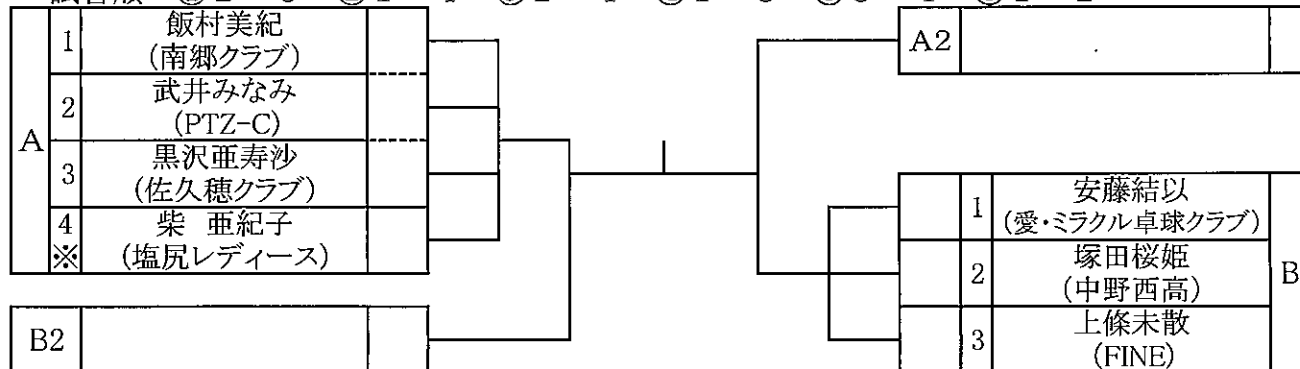 A
1
飯村美紀
(南郷クラブ)
2
武井みなみ
(PTZ-C)
3
黒沢亜寿沙
(佐久穂クラブ)
4
※
柴 亜紀子
(塩尻レディース)
B2
A2
1
安藤結以
(愛・ミラクル卓球クラブ)
2
塚田桜姫
(中野西高)
3
上條未散
(FINE)
B